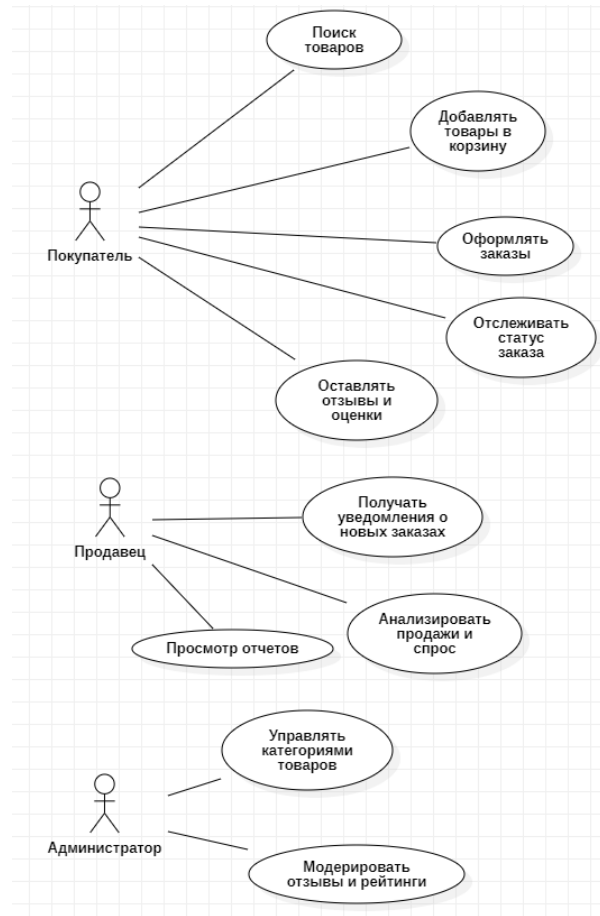 Поиск
товаров
Добавлять
товары в
корзину
Покупатель
Оформлять
заказы
Отслеживать
статус
заказа
Оставлять
отзывы и
оценки
Продавец
Получать
уведомления о
новых заказах
Анализировать
продажи и
спрос
Просмотр отчетов
Управлять
категориями
товаров
Администратор
Модерировать
отзывы и рейтинги